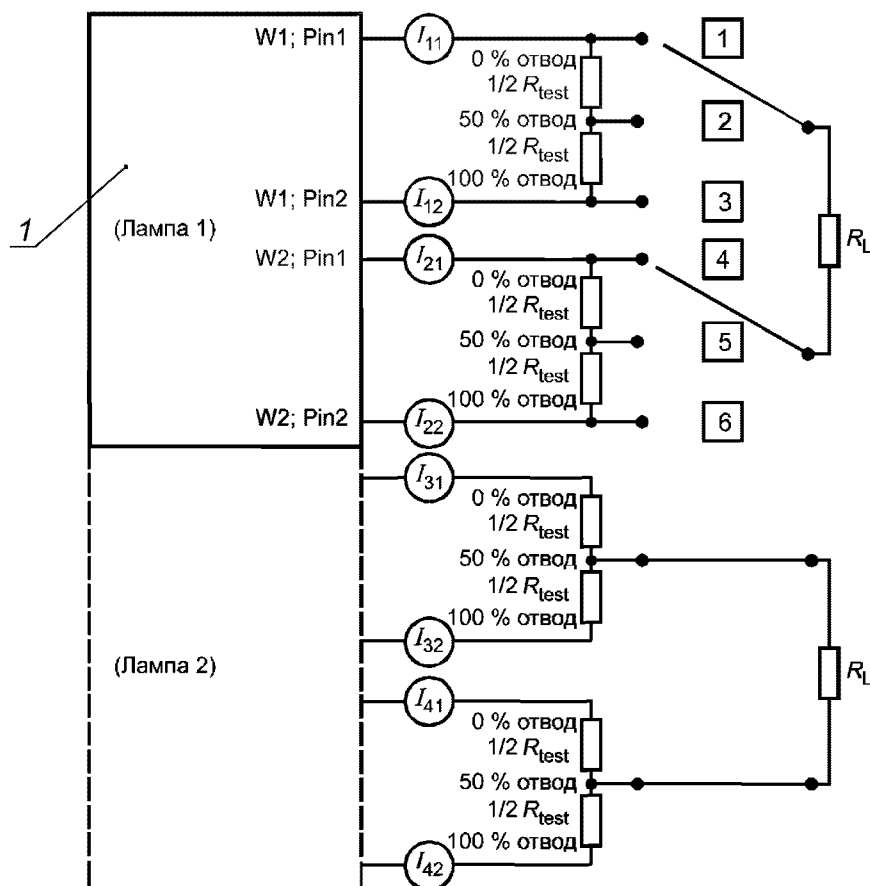 W1; Pin1 I11 1
0 % отвод
1/2 Rtest
50 % отвод 2
1/2 Rtest
100 % отвод
W1; Pin2 I12 3
1
(Лампа 1)
W2; Pin1 I21 4
RL
0 % отвод
1/2 Rtest
50 % отвод 5
1/2 Rtest
100 % отвод
W2; Pin2 I22 6
I31
0 % отвод
1/2 Rtest
50 % отвод
1/2 Rtest
100 % отвод
I32
(Лампа 2)
RL
I41
0 % отвод
1/2 Rtest
50 % отвод
1/2 Rtest
100 % отвод
I42